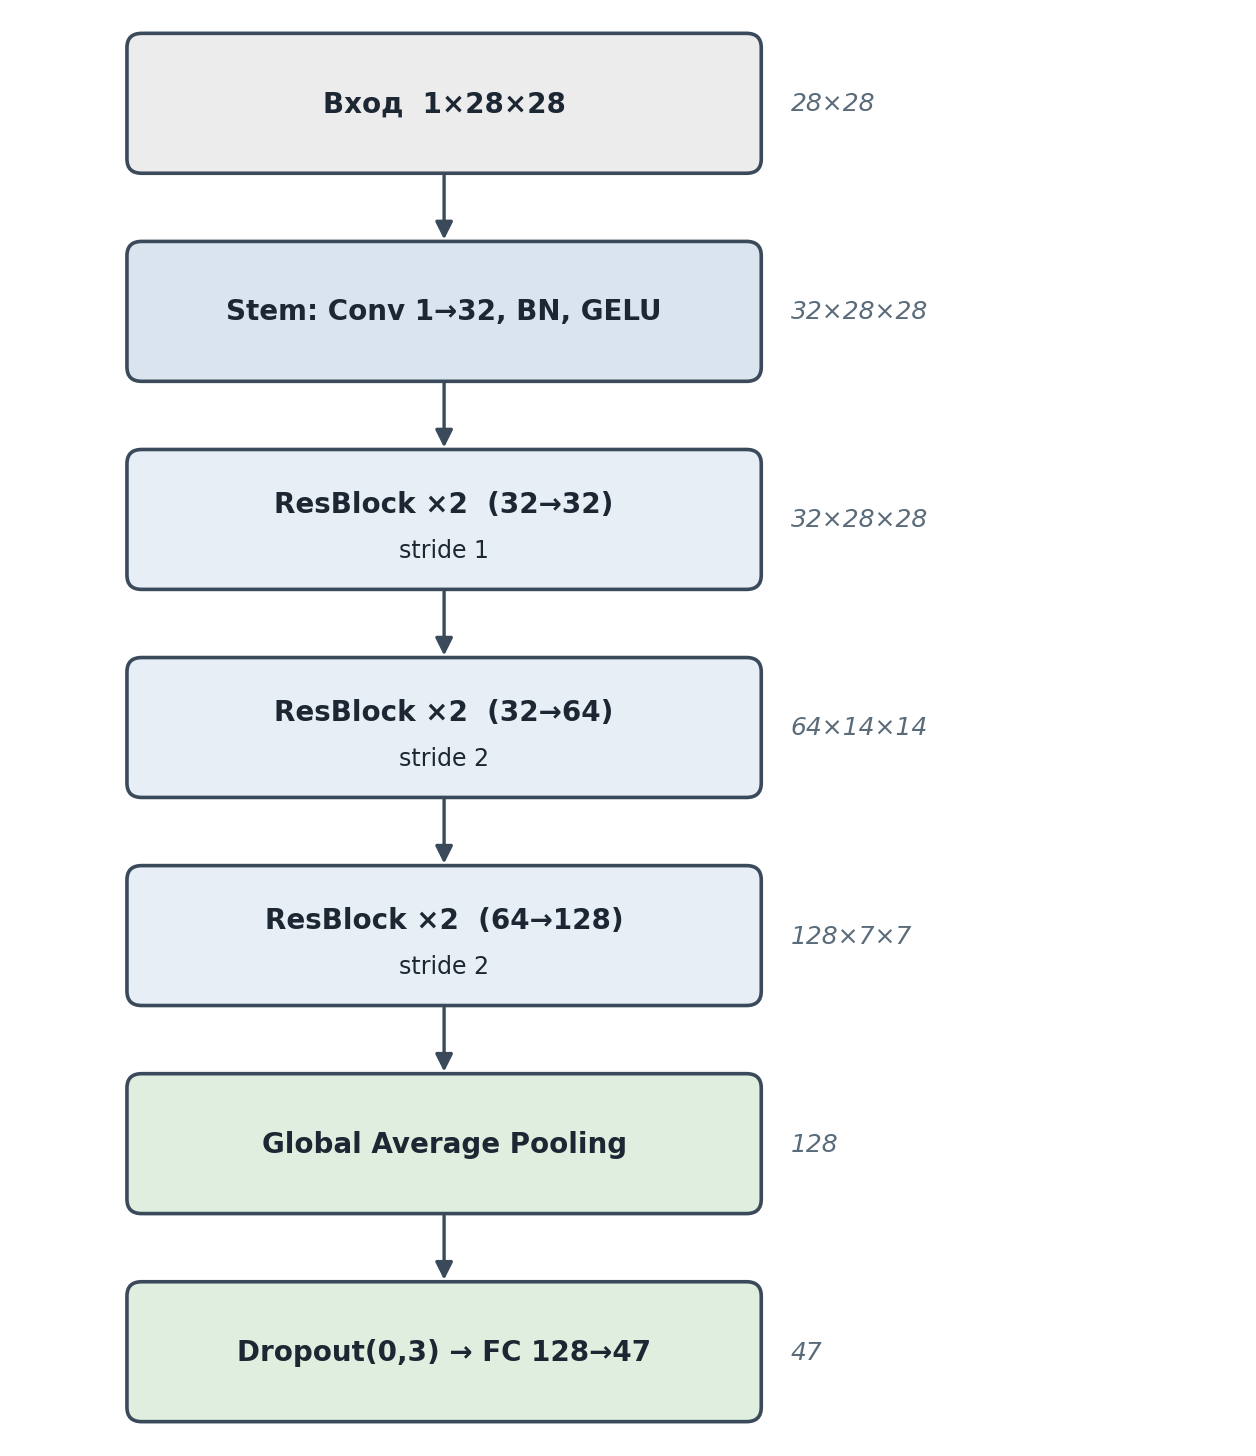 Вход  1×28×28
28×28
Stem: Conv 1→32, BN, GELU
32×28×28
ResBlock ×2  (32→32)
stride 1
32×28×28
ResBlock ×2  (32→64)
stride 2
64×14×14
ResBlock ×2  (64→128)
stride 2
128×7×7
Global Average Pooling
128
Dropout(0,3) → FC 128→47
47